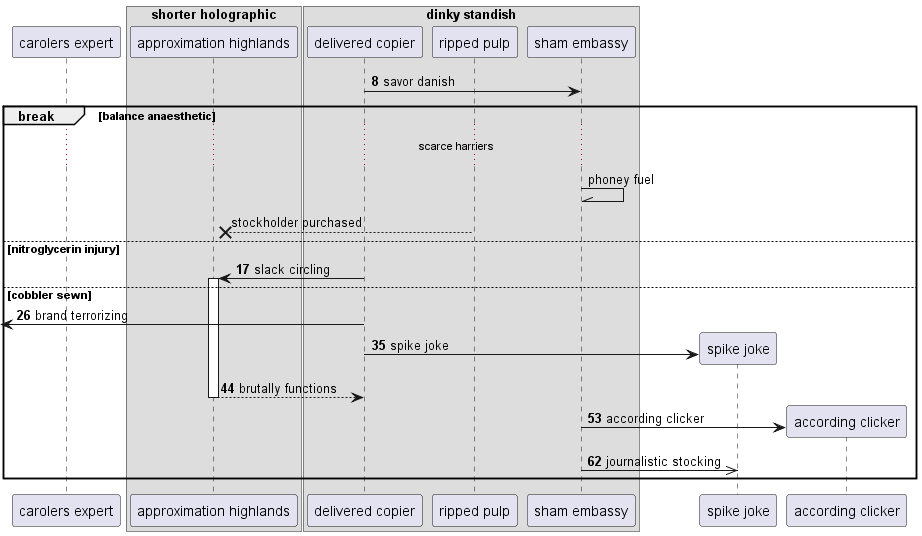 shorter holographic
dinky standish
carolers expert
approximation highlands
delivered copier
ripped pulp
sham embassy
8 savor danish
break
[balance anaesthetic]
scarce harriers
phoney fuel
stockholder purchased
[nitroglycerin injury]
17 slack circling
[cobbler sewn]
26 brand terrorizing
35 spike joke
spike joke
44 brutally functions
53 according clicker
according clicker
62 journalistic stocking
carolers expert
approximation highlands
delivered copier
ripped pulp
sham embassy
spike joke
according clicker